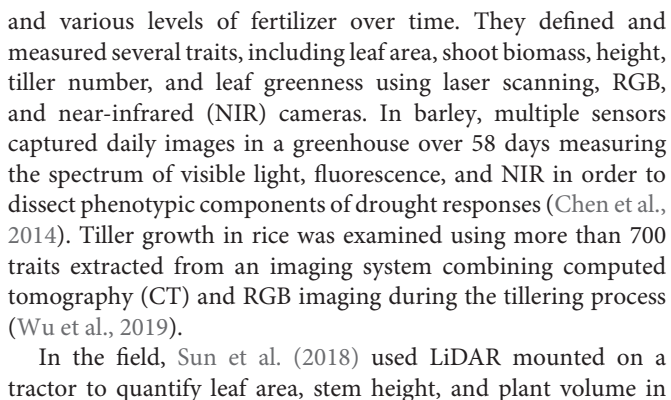 and various levels of fertilizer over time. They defined and
measured several traits, including leaf area, shoot biomass, height,
tiller number, and leaf greenness using laser scanning, RGB,
and near-infrared (NIR) cameras. In barley, multiple sensors
captured daily images in a greenhouse over 58 days measuring
the spectrum of visible light, fluorescence, and NIR in order to
dissect phenotypic components of drought responses (Chen et al.,
2014). Tiller growth in rice was examined using more than 700
traits extracted from an imaging system combining computed
tomography (CT) and RGB imaging during the tillering process
(Wu et al., 2019).
In the field, Sun et al. (2018) used LiDAR mounted on a
tractor to quantify leaf area, stem height, and plant volume in